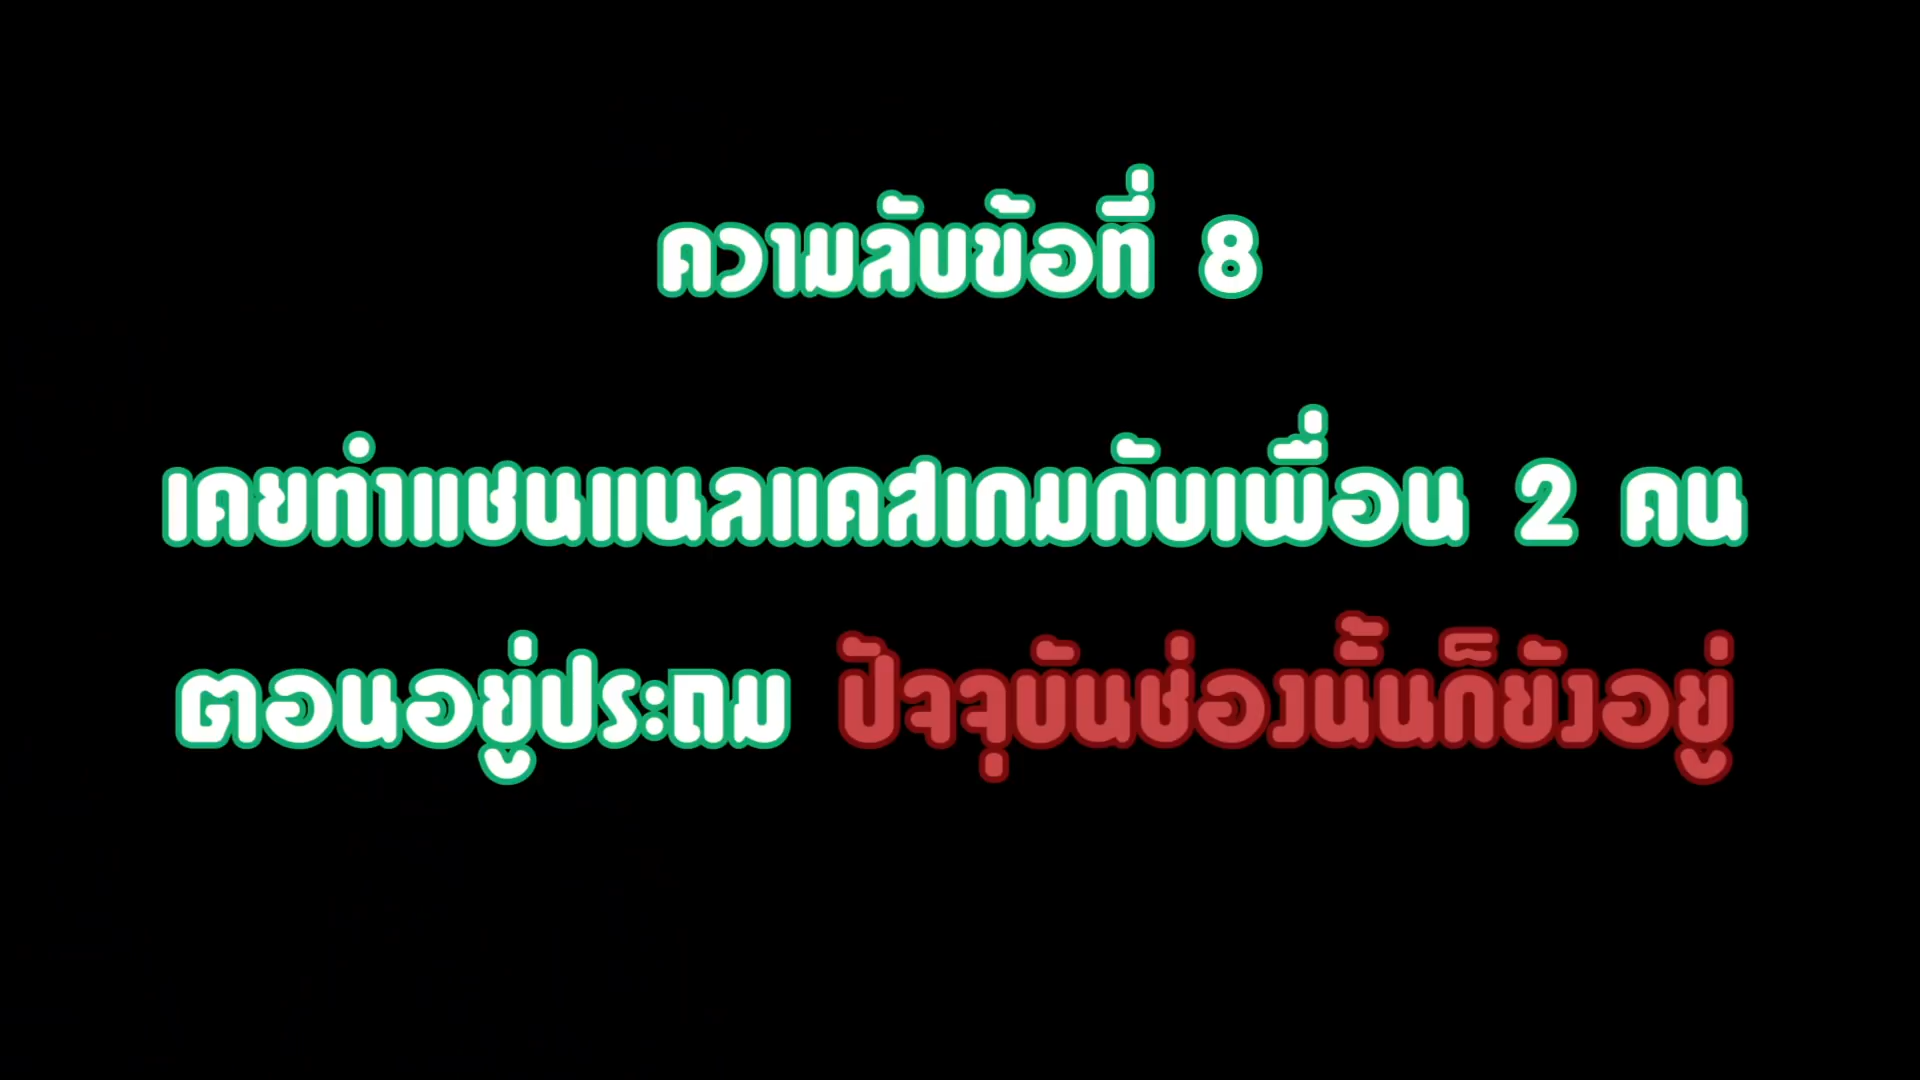 ความลับข้อที่ 8
เคยทำแชนแนลแคสเกมกับเพื่อน 2 คน
ตอนอยู่ประถม ปัจจุบันช่องนั้นก็ยังอยู่